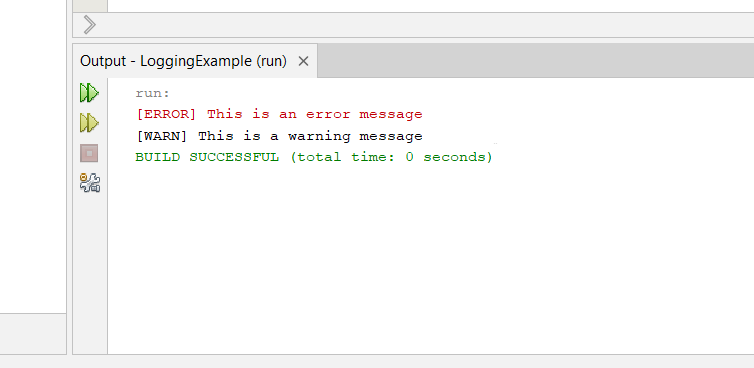 Output - LoggingExample (run)
run:
[ERROR] This is an error message
[WARN] This is a warning message
BUILD SUCCESSFUL (total time: 0 seconds)